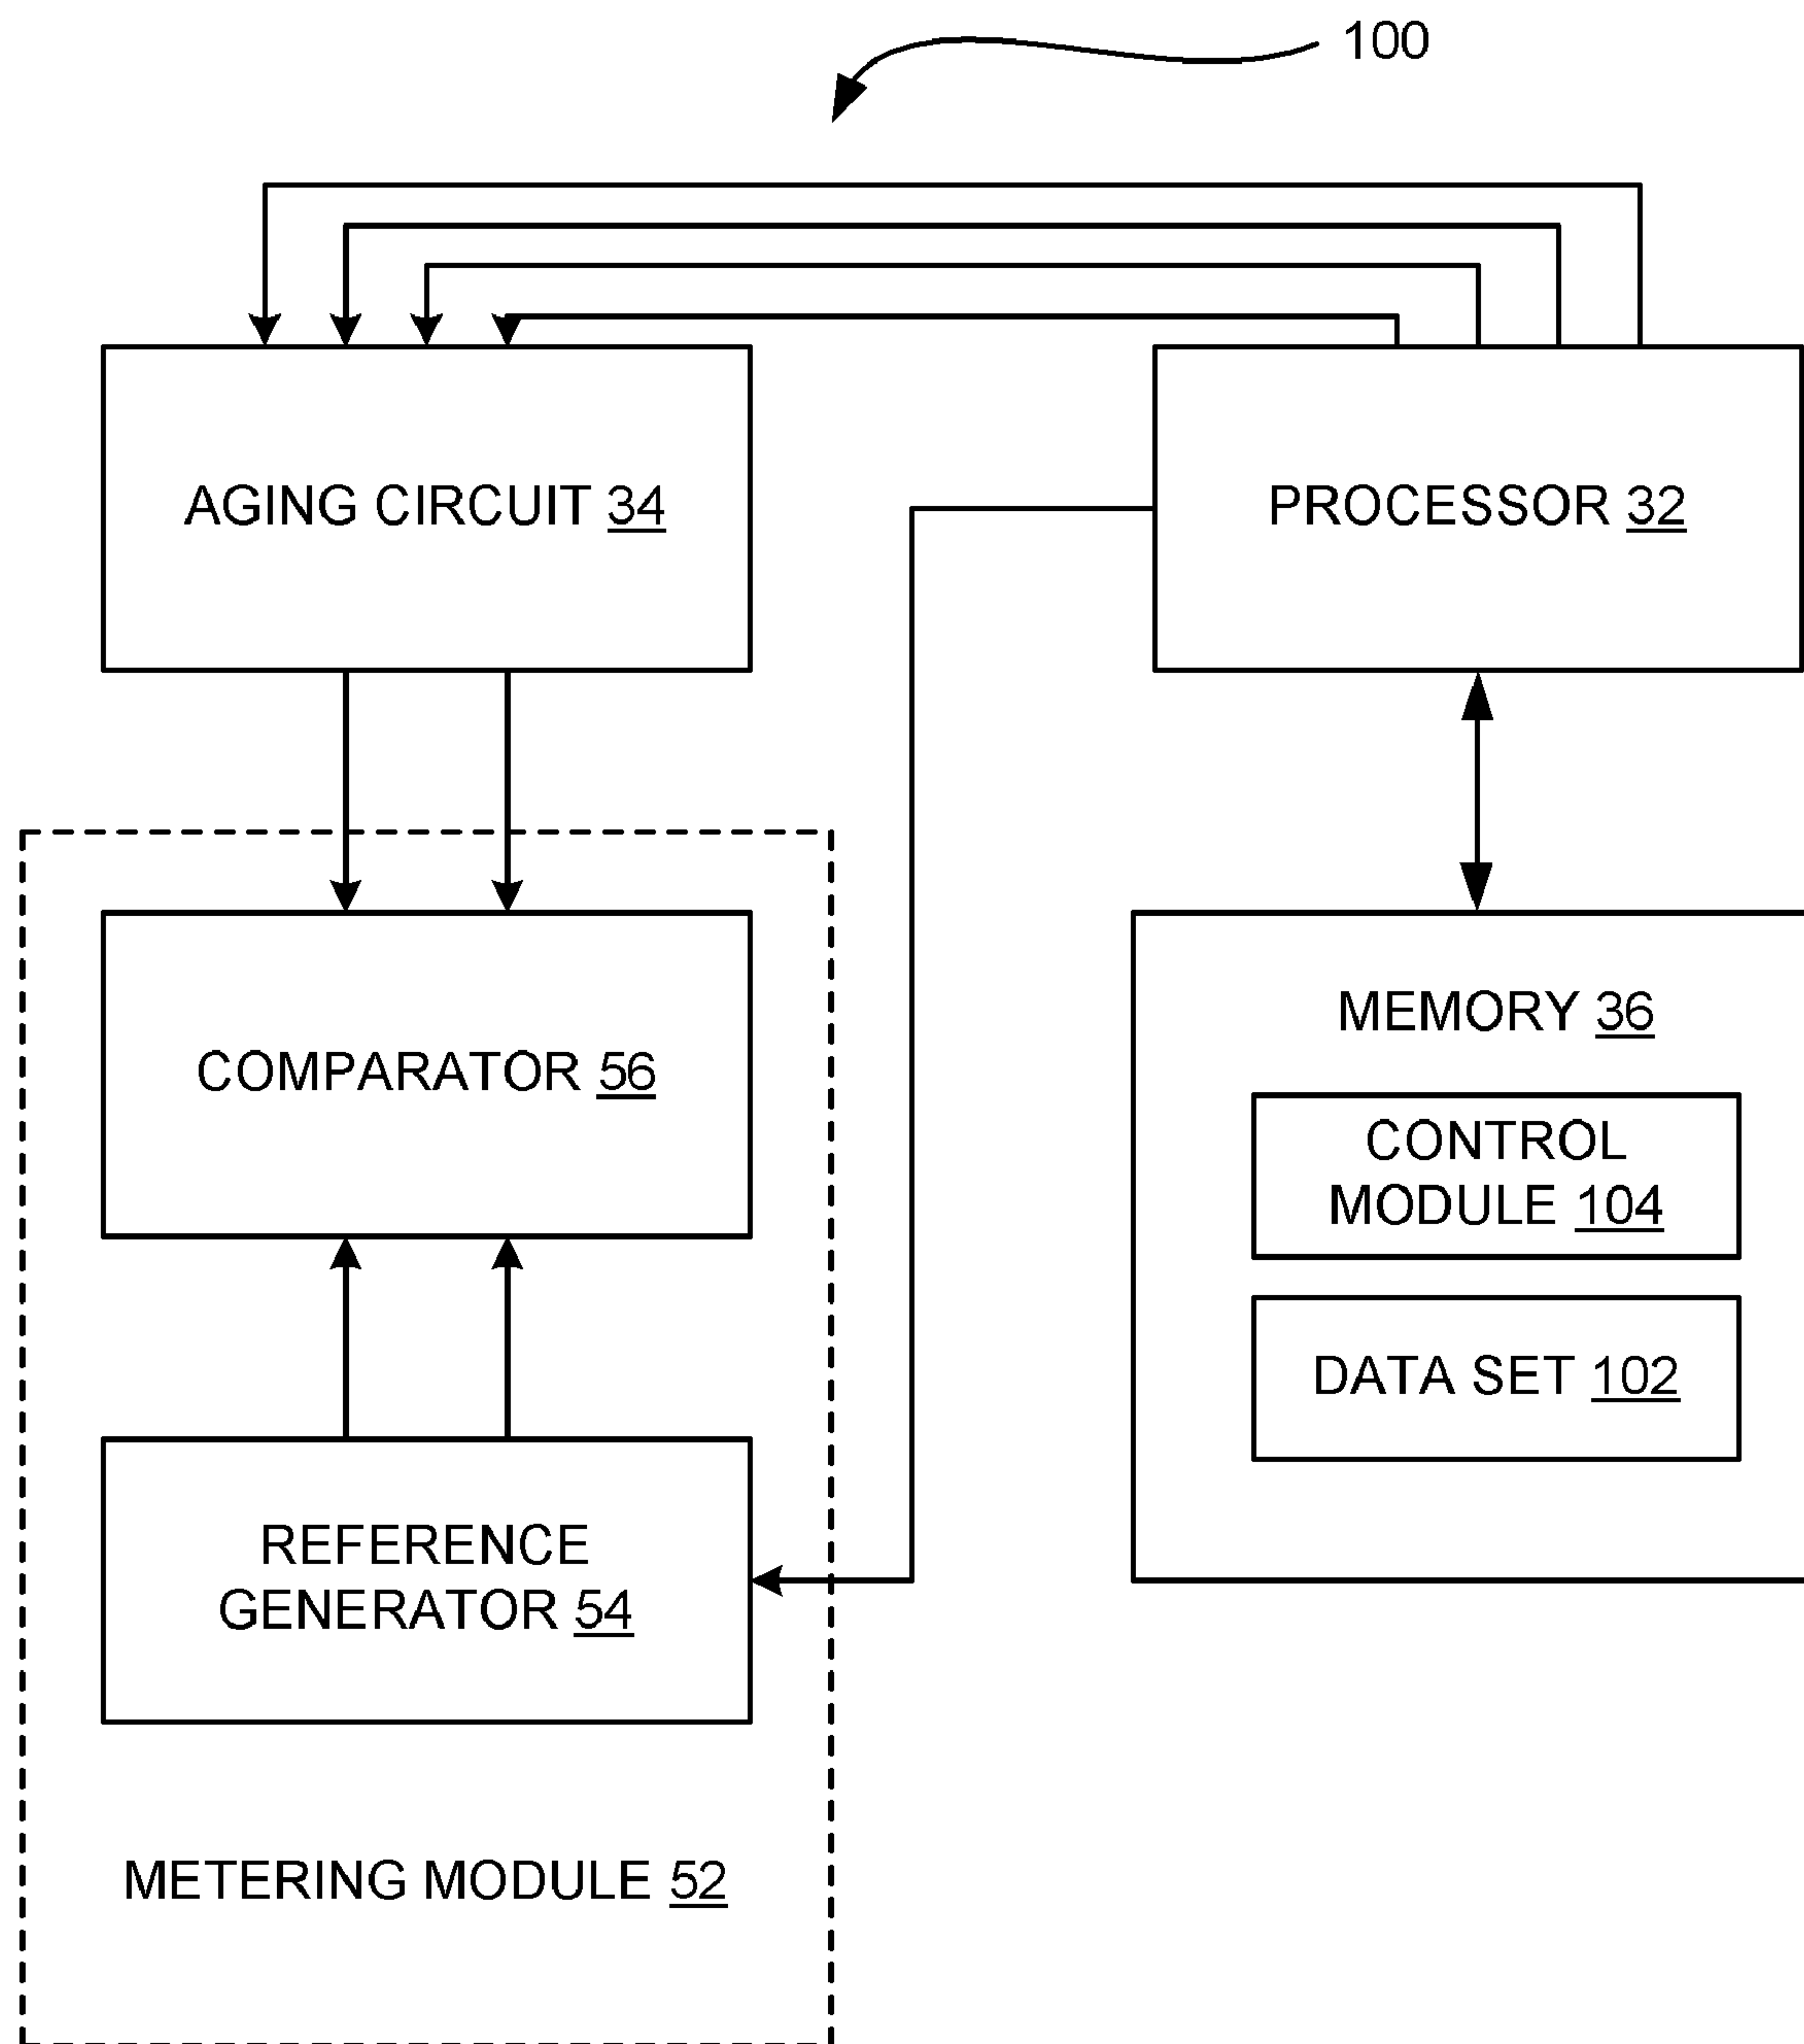 100
AGING CIRCUIT 34
PROCESSOR 32
COMPARATOR 56
MEMORY 36
CONTROL
MODULE 104
DATA SET 102
REFERENCE
GENERATOR 54
METERING MODULE 52